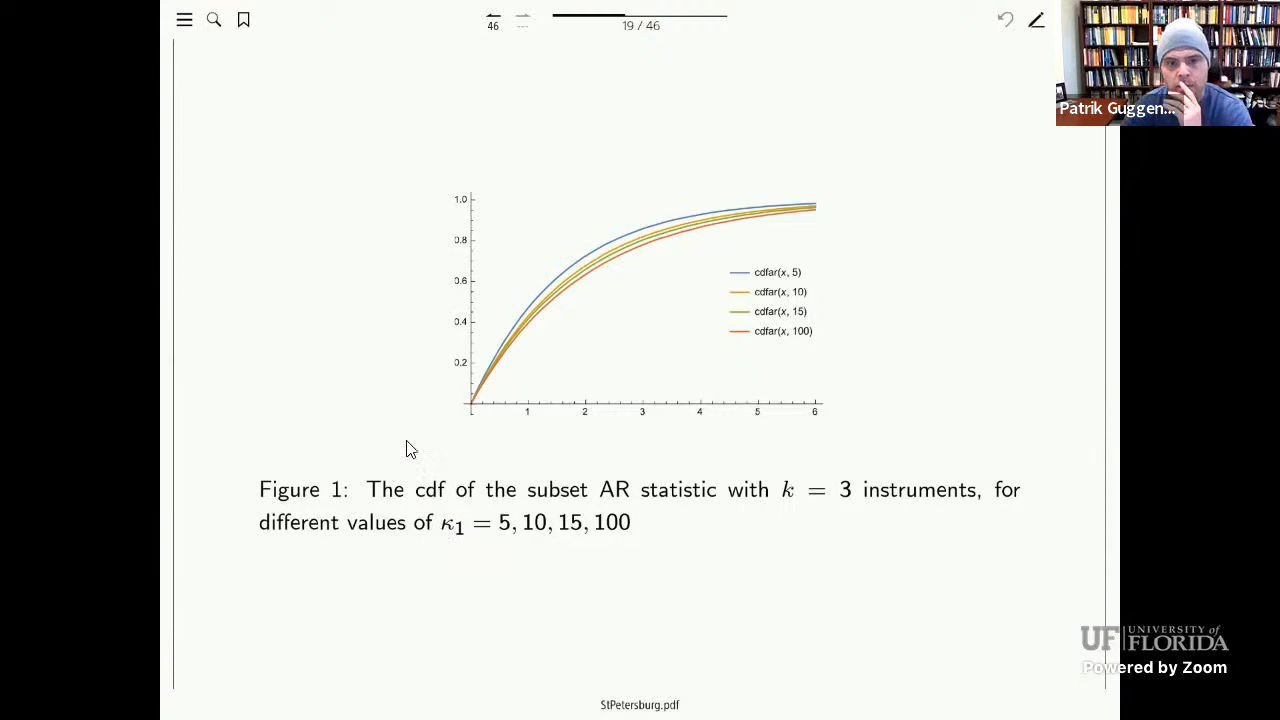 46
19 / 46
Patrik Guggen...
1.0
0.8
0.6
0.4
0.2
1 2 3 4 5 6
cdfar(x, 5)
cdfar(x, 10)
cdfar(x, 15)
cdfar(x, 100)
Figure 1: The cdf of the subset AR statistic with k = 3 instruments, for
different values of κ1 = 5, 10, 15, 100
UF UNIVERSITY of
FLORIDA
Powered by Zoom
StPetersburg.pdf